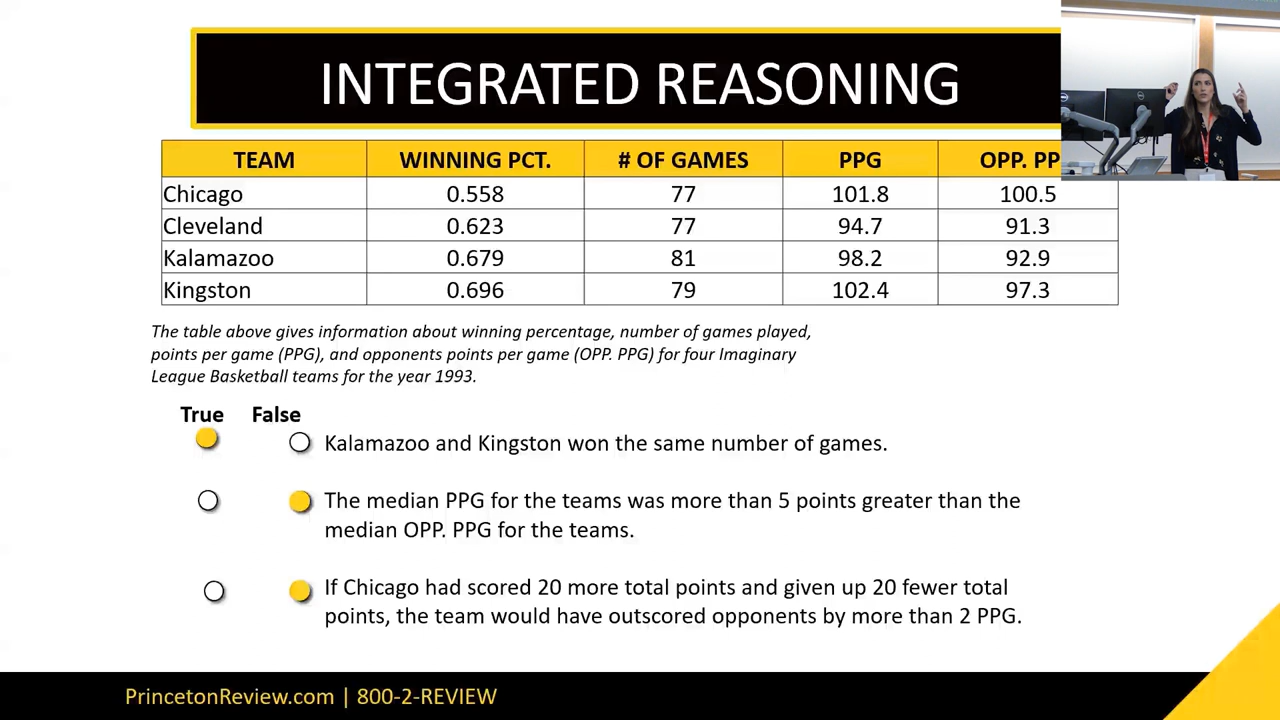 INTEGRATED REASONING
TEAM WINNING PCT. # OF GAMES PPG OPP.
Chicago 0.558 77 101.8 100.5
Cleveland 0.623 77 94.7 91.3
Kalamazoo 0.679 81 98.2 92.9
Kingston 0.696 79 102.4 97.3
The table above gives information about winning percentage, number of games played,
points per game (PPG), and opponents points per game (OPP. PPG) for four Imaginary
League Basketball teams for the year 1993.
True False
Kalamazoo and Kingston won the same number of games.
The median PPG for the teams was more than 5 points greater than the
median OPP. PPG for the teams.
If Chicago had scored 20 more total points and given up 20 fewer total
points, the team would have outscored opponents by more than 2 PPG.
PrincetonReview.com | 800-2-REVIEW